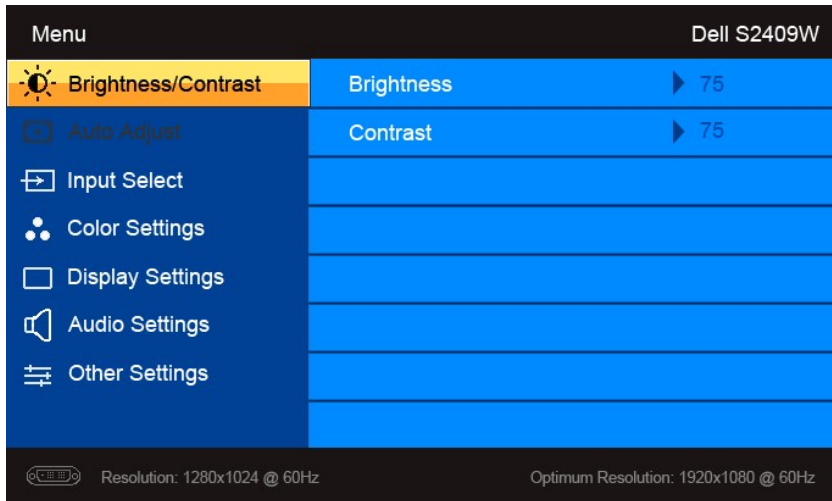 Menu Dell S2409W
Brightness/Contrast Brightness 75
Auto Adjust Contrast 75
Input Select
Color Settings
Display Settings
Audio Settings
Other Settings
Resolution: 1280x1024 @ 60Hz Optimum Resolution: 1920x1080 @ 60Hz